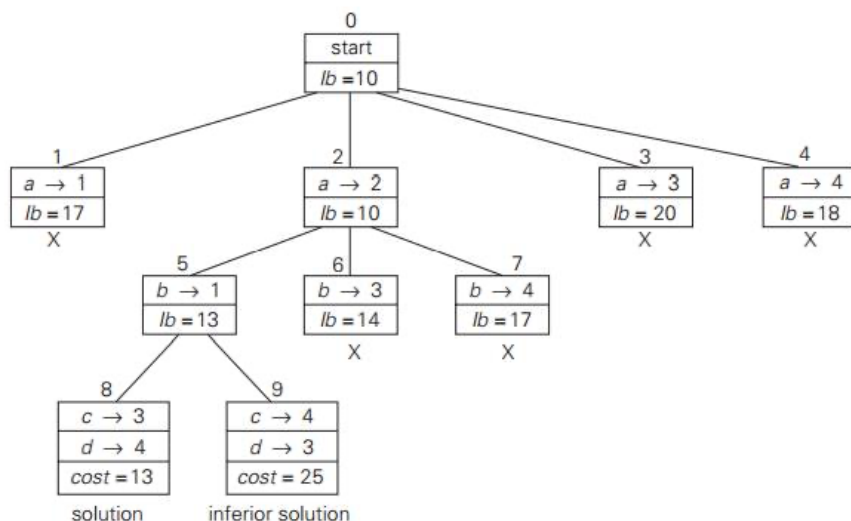 0
start
lb = 10
1
2
3
4
a → 1
a → 2
a → 3
a → 4
lb = 17
lb = 10
lb = 20
lb = 18
X
X
X
5
6
7
b → 1
b → 3
b → 4
lb = 13
lb = 14
lb = 17
X
X
8
9
c → 3
c → 4
d → 4
d → 3
cost = 13
cost = 25
solution
inferior solution